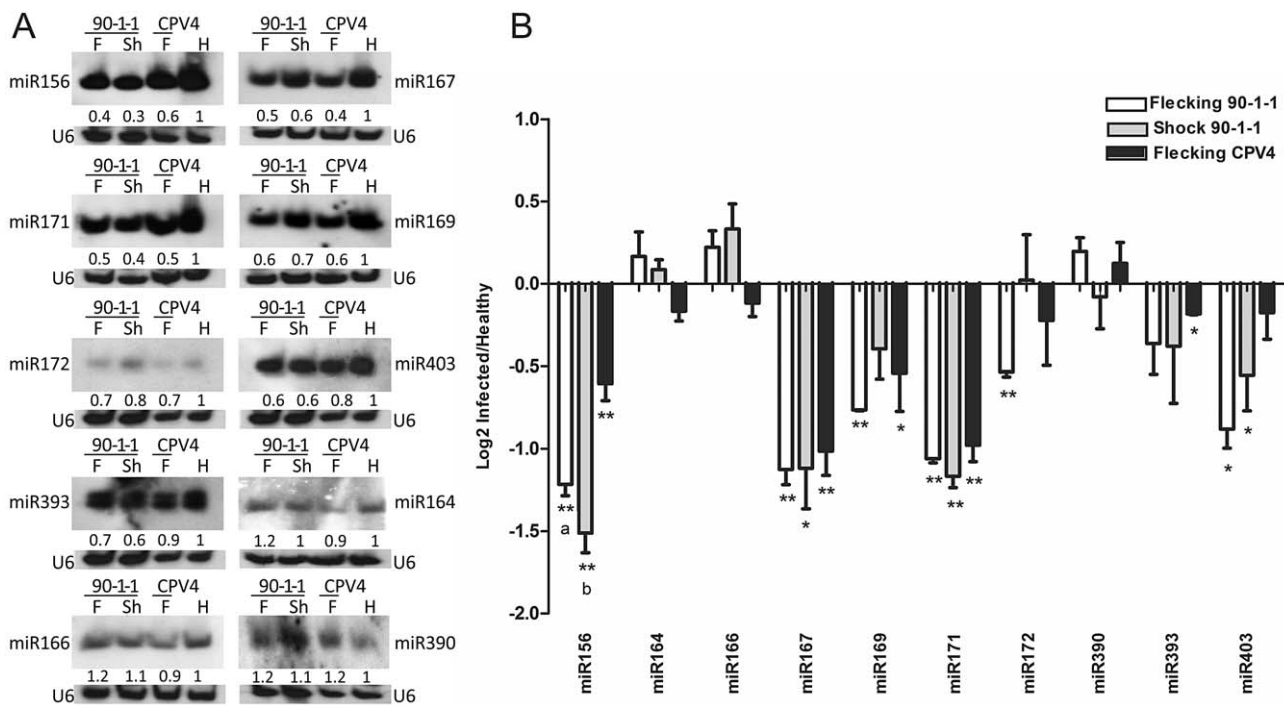 A
90-1-1 CPV4
F Sh F H
miR156
0.4 0.3 0.6 1
U6
90-1-1 CPV4
F Sh F H
miR167
0.5 0.6 0.4 1
U6
90-1-1 CPV4
F Sh F H
miR171
0.5 0.4 0.5 1
U6
90-1-1 CPV4
F Sh F H
miR169
0.6 0.7 0.6 1
U6
90-1-1 CPV4
F Sh F H
miR172
0.7 0.8 0.7 1
U6
90-1-1 CPV4
F Sh F H
miR403
0.6 0.6 0.8 1
U6
90-1-1 CPV4
F Sh F H
miR393
0.7 0.6 0.9 1
U6
90-1-1 CPV4
F Sh F H
miR164
1.2 1 0.9 1
U6
90-1-1 CPV4
F Sh F H
miR166
1.2 1.1 0.9 1
U6
90-1-1 CPV4
F Sh F H
miR390
1.2 1.1 1.2 1
U6
B
Flecking 90-1-1
Shock 90-1-1
Flecking CPV4
Log2 Infected/Healthy
1.0
0.5
0.0
-0.5
-1.0
-1.5
-2.0
** a
** b
**
**
*
**
**
*
**
**
**
**
*
*
*
miR156
miR164
miR166
miR167
miR169
miR171
miR172
miR390
miR393
miR403